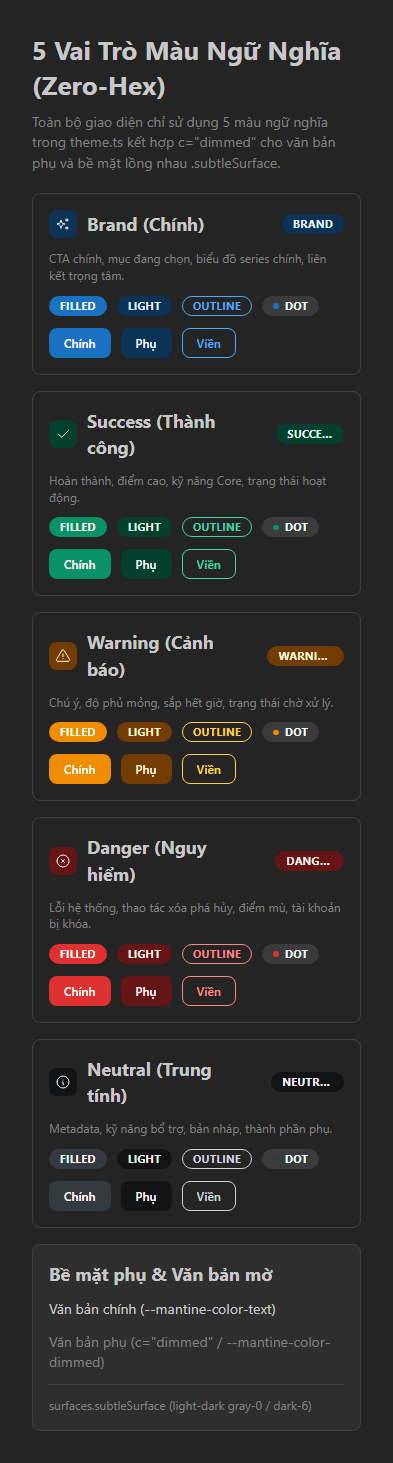 5 Vai Trò Màu Ngữ Nghĩa
(Zero-Hex)
Toàn bộ giao diện chỉ sử dụng 5 màu ngữ nghĩa
trong theme.ts kết hợp c="dimmed" cho văn bản
phụ và bề mặt lồng nhau .subtleSurface.
Brand (Chính)
BRAND
CTA chính, mục đang chọn, biểu đồ series chính, liên
kết trọng tâm.
FILLED LIGHT OUTLINE DOT
Chính Phụ Viền
Success (Thành
công)
SUCCE...
Hoàn thành, điểm cao, kỹ năng Core, trạng thái hoạt
động.
FILLED LIGHT OUTLINE DOT
Chính Phụ Viền
Warning (Cảnh
báo)
WARNI...
Chú ý, độ phủ mỏng, sắp hết giờ, trạng thái chờ xử lý.
FILLED LIGHT OUTLINE DOT
Chính Phụ Viền
Danger (Nguy
hiểm)
DANG...
Lỗi hệ thống, thao tác xóa phá hủy, điểm mù, tài khoản
bị khóa.
FILLED LIGHT OUTLINE DOT
Chính Phụ Viền
Neutral (Trung
tính)
NEUTR...
Metadata, kỹ năng bổ trợ, bản nháp, thành phần phụ.
FILLED LIGHT OUTLINE DOT
Chính Phụ Viền
Bề mặt phụ & Văn bản mờ
Văn bản chính (--mantine-color-text)
Văn bản phụ (c="dimmed" / --mantine-color-
dimmed)
surfaces.subtleSurface (light-dark gray-0 / dark-6)